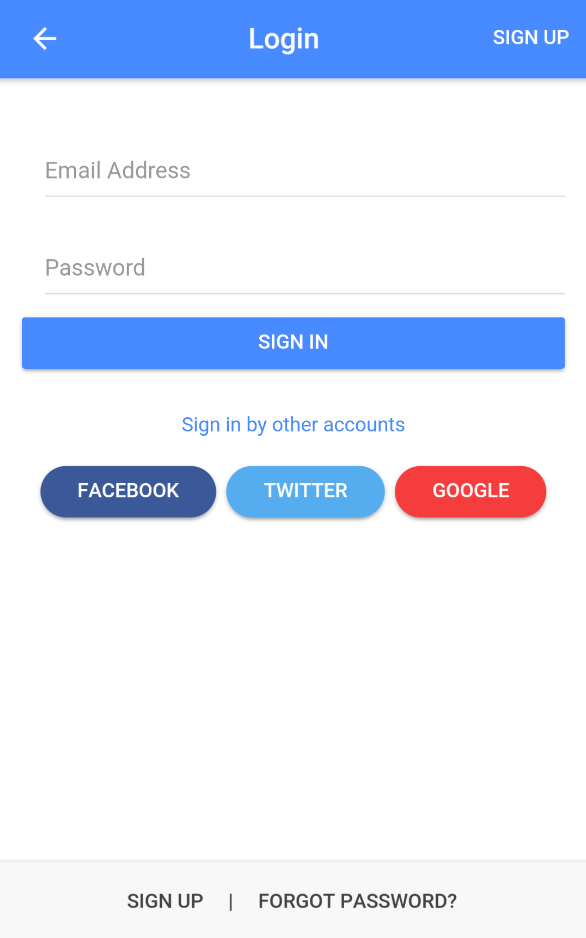 Login SIGN UP
Email Address
Password
SIGN IN
Sign in by other accounts
FACEBOOK TWITTER GOOGLE
SIGN UP | FORGOT PASSWORD?